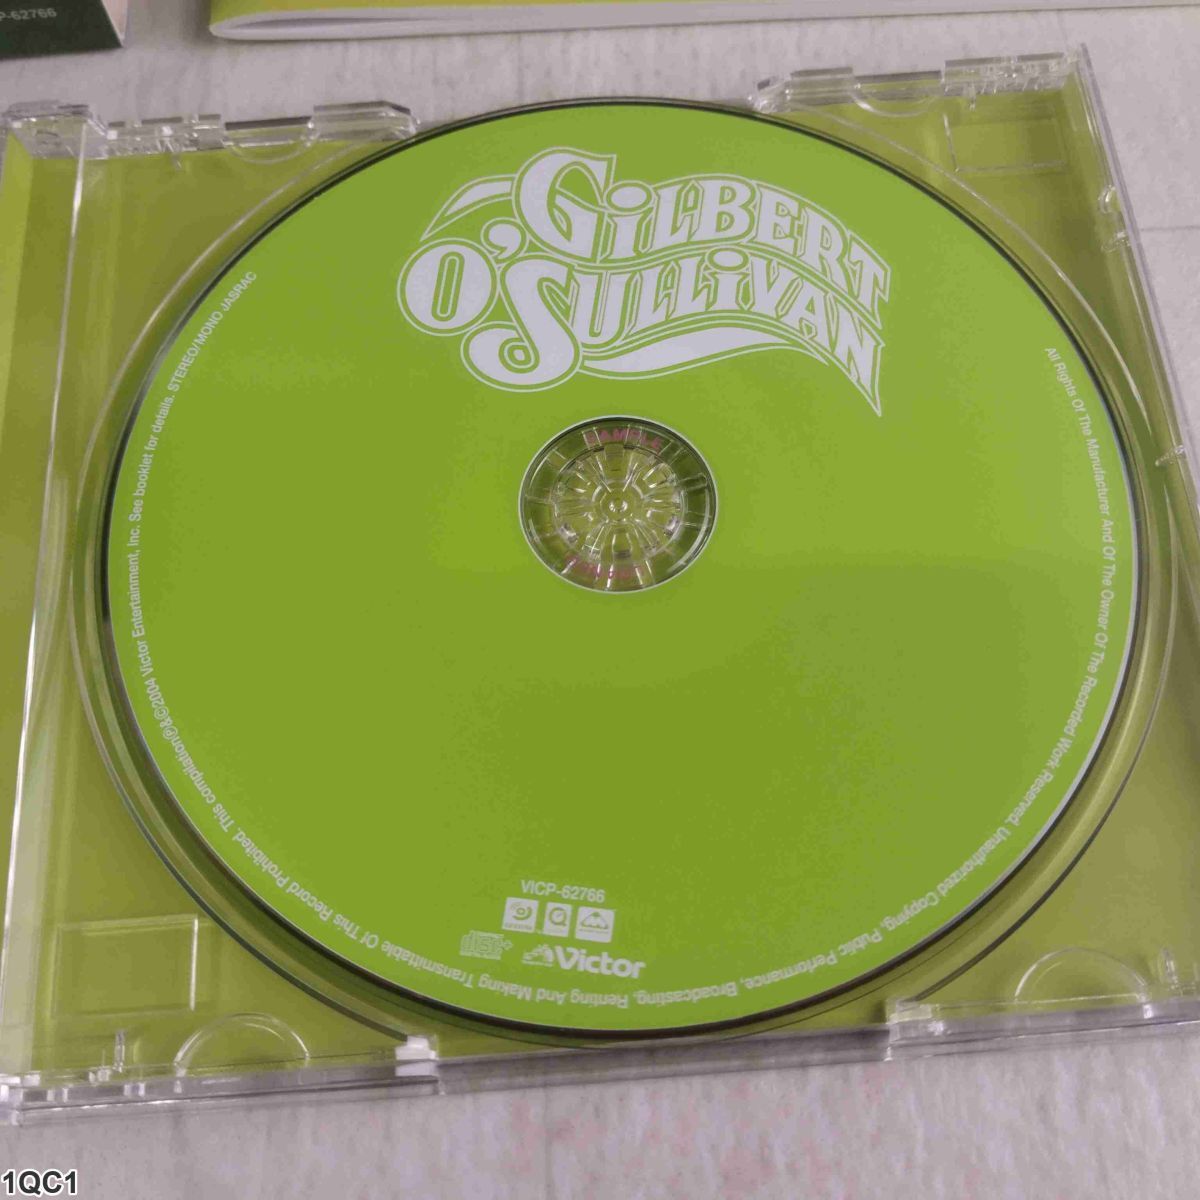 P-62766
GiLBERT
O'SULLiVAN
SAMPLE
All Rights Of The Manufacturer And Of The Owner Of The Recorded Work Reserved. Unauthorized Copying, Public Performance, Broadcasting, Renting And Making Transmittable Of This Record Prohibited. This compilation℗&©2004 Victor Entertainment, Inc. See booklet for details. STEREO/MONO JASRAC
VICP-62766
Victor
1QC1